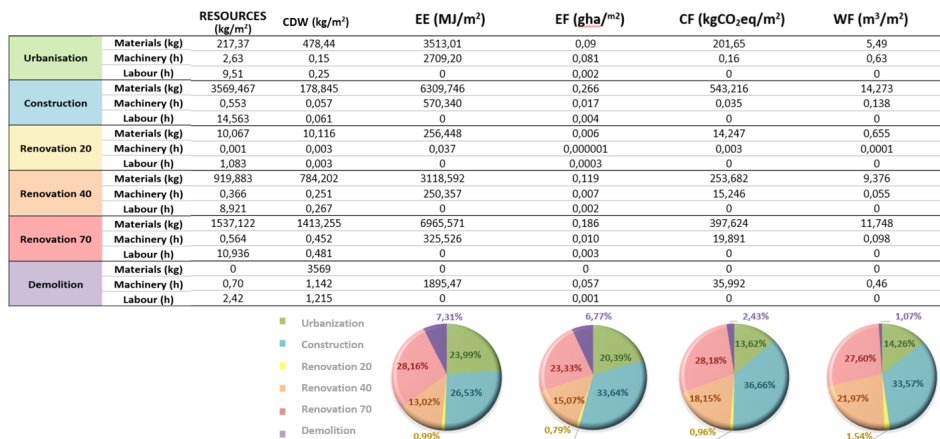 RESOURCES (kg/m²) CDW (kg/m²) EE (MJ/m²) EF (gha/m2) CF (kgCO₂eq/m²) WF (m³/m²)
Urbanisation
Materials (kg) 217,37 478,44 3513,01 0,09 201,65 5,49
Machinery (h) 2,63 0,15 2709,20 0,081 0,16 0,63
Labour (h) 9,51 0,25 0 0,002 0 0
Construction
Materials (kg) 3569,467 178,845 6309,746 0,266 543,216 14,273
Machinery (h) 0,553 0,057 570,340 0,017 0,035 0,138
Labour (h) 14,563 0,061 0 0,004 0 0
Renovation 20
Materials (kg) 10,067 10,116 256,448 0,006 14,247 0,655
Machinery (h) 0,001 0,003 0,037 0,000001 0,003 0,0001
Labour (h) 1,083 0,003 0 0,0003 0 0
Renovation 40
Materials (kg) 919,883 784,202 3118,592 0,119 253,682 9,376
Machinery (h) 0,366 0,251 250,357 0,007 15,246 0,055
Labour (h) 8,921 0,267 0 0,002 0 0
Renovation 70
Materials (kg) 1537,122 1413,255 6965,571 0,186 397,624 11,748
Machinery (h) 0,564 0,452 325,526 0,010 19,891 0,098
Labour (h) 10,936 0,481 0 0,003 0 0
Demolition
Materials (kg) 0 3569 0 0 0 0
Machinery (h) 0,70 1,142 1895,47 0,057 35,992 0,46
Labour (h) 2,42 1,215 0 0,001 0 0
Urbanization
Construction
Renovation 20
Renovation 40
Renovation 70
Demolition
7,31%
23,99%
28,16%
26,53%
13,02%
0,99%
6,77%
20,39%
23,33%
33,64%
15,07%
0,79%
2,43%
13,62%
28,18%
36,66%
18,15%
0,96%
1,07%
14,26%
27,60%
33,57%
21,97%
1,54%